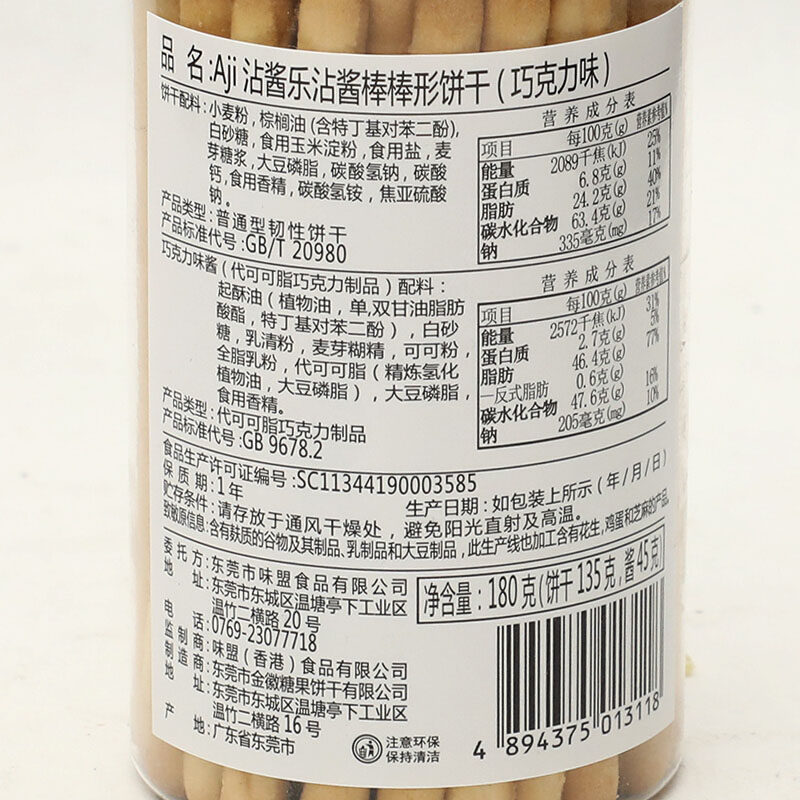 品 名:Aji 沾酱乐沾酱棒棒形饼干(巧克力味)
饼干配料:小麦粉,棕榈油(含特丁基对苯二酚),
白砂糖,食用玉米淀粉,食用盐,麦
芽糖浆,大豆磷脂,碳酸氢钠,碳酸
钙,食用香精,碳酸氢铵,焦亚硫酸
钠。
产品类型:普通型韧性饼干
产品标准代号:GB/T 20980
营养成分表
项目 每100克(g) 营养素参考值%
能量 2089千焦(kJ) 25%
蛋白质 6.8克(g) 11%
脂肪 24.2克(g) 40%
碳水化合物 63.4克(g) 21%
钠 335毫克(mg) 17%
巧克力味酱(代可可脂巧克力制品)配料:
起酥油(植物油,单,双甘油脂肪
酸酯,特丁基对苯二酚),白砂
糖,乳清粉,麦芽糊精,可可粉,
全脂乳粉,代可可脂(精炼氢化
植物油,大豆磷脂),大豆磷脂,
食用香精。
产品类型:代可可脂巧克力制品
产品标准代号:GB 9678.2
营养成分表
项目 每100克(g) 营养素参考值%
能量 2572千焦(kJ) 31%
蛋白质 2.7克(g) 5%
脂肪 46.4克(g) 77%
—反式脂肪 0.6克(g)
碳水化合物 47.6克(g) 16%
钠 205毫克(mg) 10%
食品生产许可证编号:SC11344190003585
保质期:1年
生产日期:如包装上所示(年/月/日)
贮存条件:请存放于通风干燥处,避免阳光直射及高温。
致敏原信息:含有麸质的谷物及其制品、乳制品和大豆制品,此生产线也加工含有花生,鸡蛋和芝麻的产品。
委托方:东莞市味盟食品有限公司
地 址:东莞市东城区温塘亭下工业区
温竹二横路20号
电 话:0769-23077718
监制商:味盟(香港)食品有限公司
制造商:东莞市金徽糖果饼干有限公司
地 址:东莞市东城区温塘亭下工业区
温竹二横路16号
产 地:广东省东莞市
净含量:180克(饼干135克,酱45克)
注意环保
保持清洁
4 894375 013118